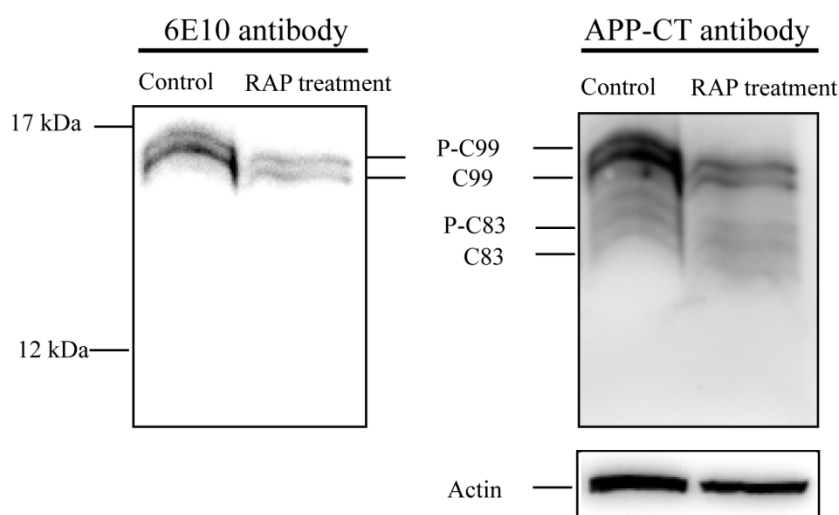 6E10 antibody
APP-CT antibody
Control RAP treatment
Control RAP treatment
17 kDa
P-C99
C99
P-C83
C83
12 kDa
Actin